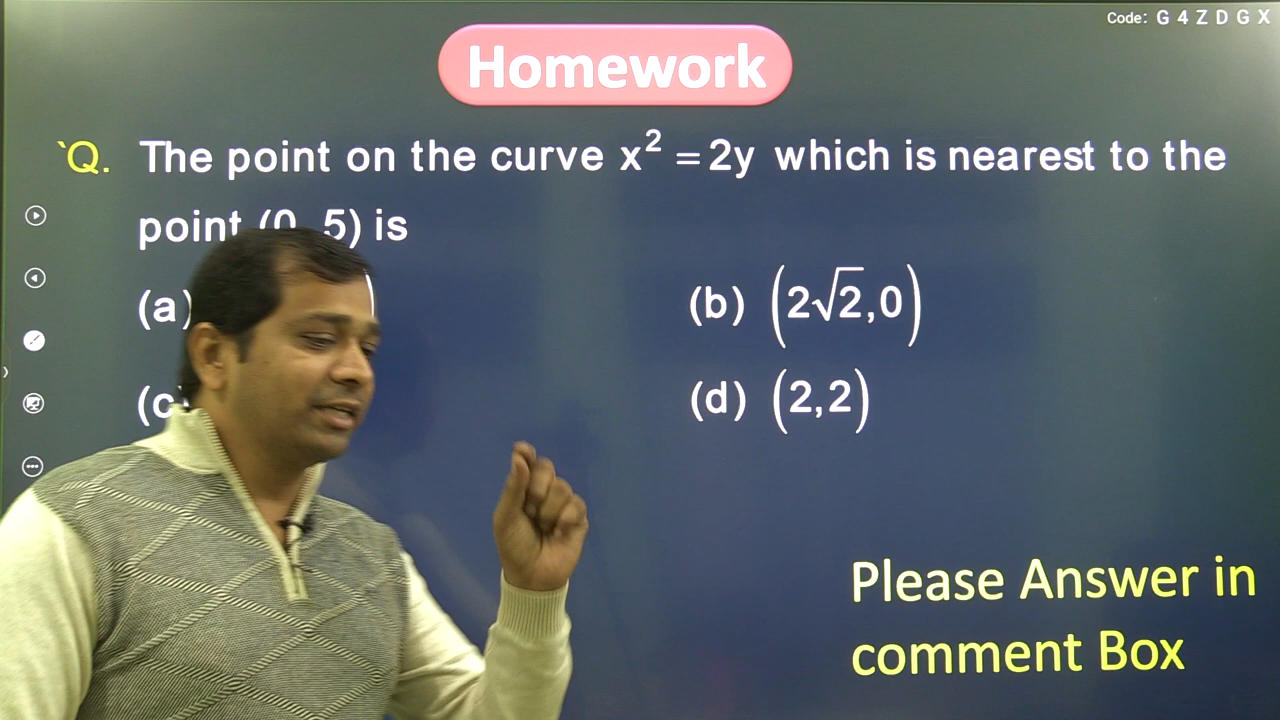 Code: G 4 Z D G X
Homework
`Q. The point on the curve x² = 2y which is nearest to the
point (0, 5) is
(a)
(b) (2√2,0)
(c
(d) (2,2)
Please Answer in
comment Box